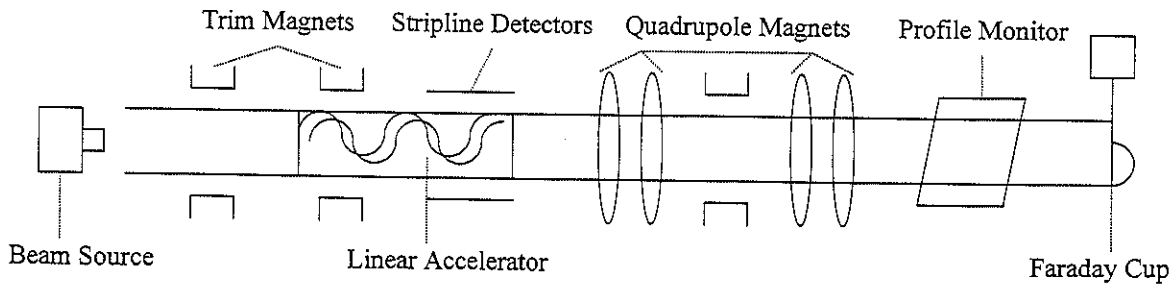 Trim Magnets
Stripline Detectors
Quadrupole Magnets
Profile Monitor
Beam Source
Linear Accelerator
Faraday Cup